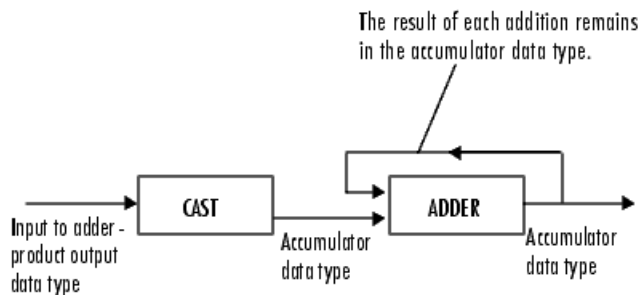 The result of each addition remains
in the accumulator data type.
CAST
ADDER
Input to adder -
product output
data type
Accumulator
data type
Accumulator
data type